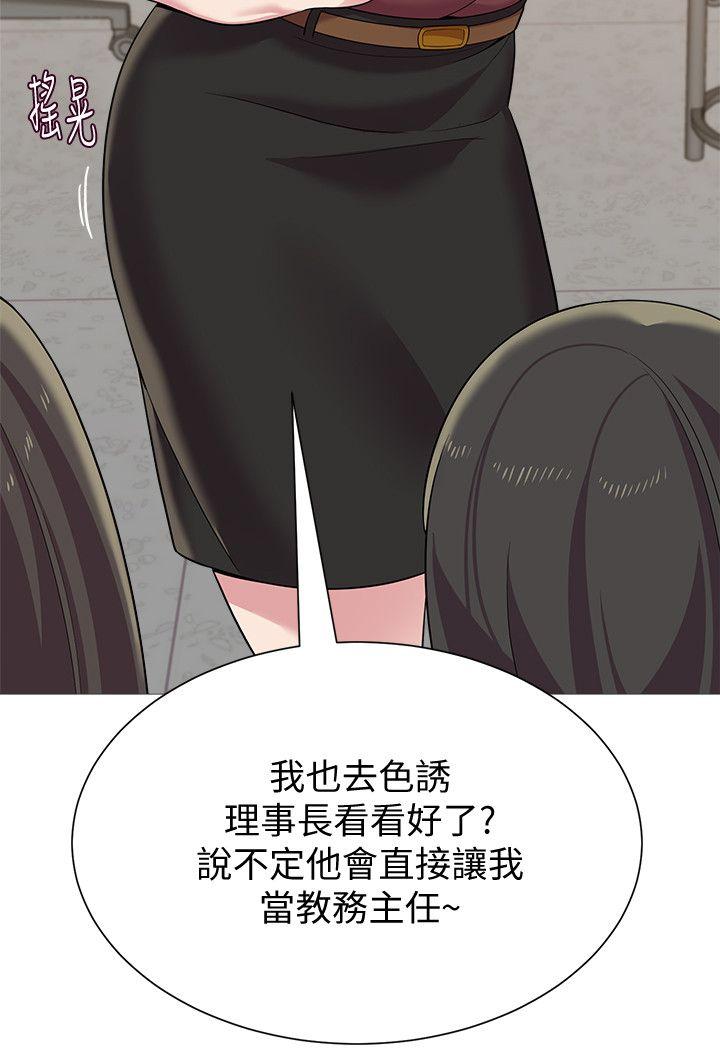 搖晃
我也去色誘
理事長看看好了?
說不定他會直接讓我
當教務主任~